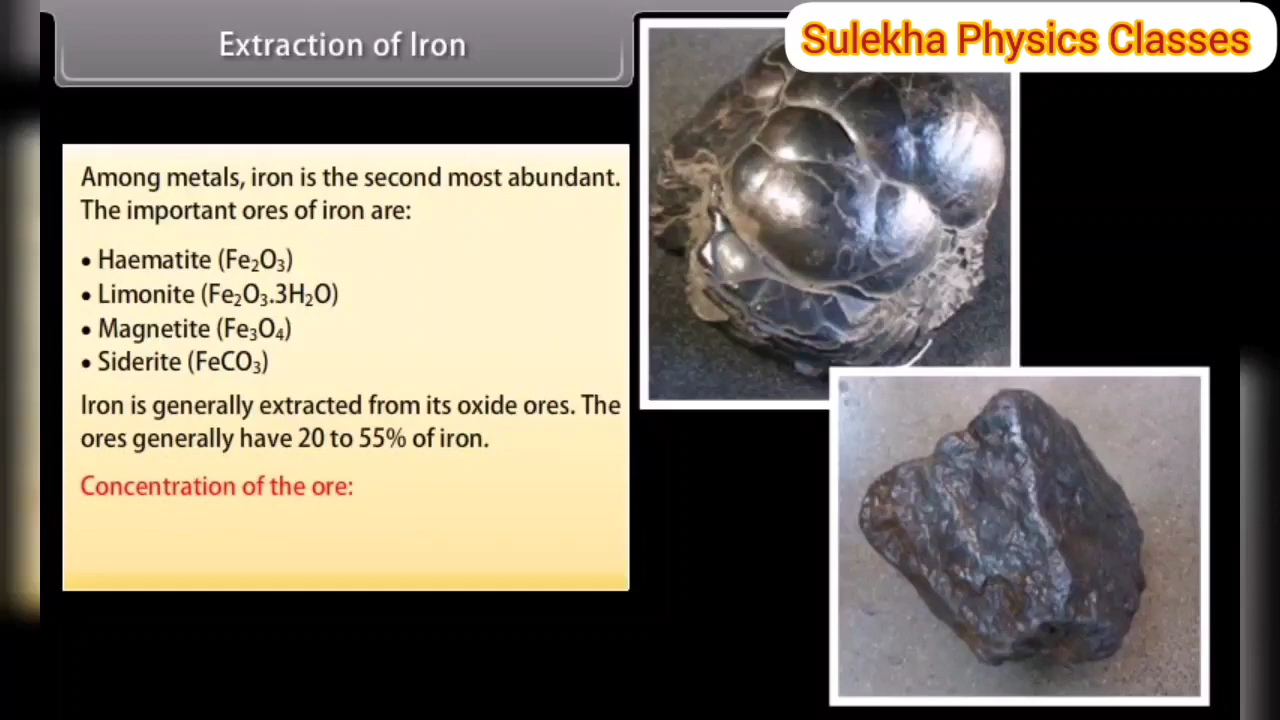 Extraction of Iron
Sulekha Physics Classes
Among metals, iron is the second most abundant.
The important ores of iron are:
• Haematite (Fe₂O₃)
• Limonite (Fe₂O₃.3H₂O)
• Magnetite (Fe₃O₄)
• Siderite (FeCO₃)
Iron is generally extracted from its oxide ores. The
ores generally have 20 to 55% of iron.
Concentration of the ore: